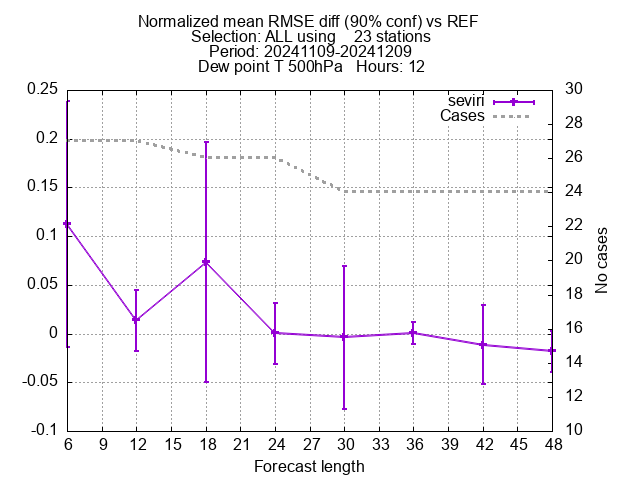 Normalized mean RMSE diff (90% conf) vs REF
Selection: ALL using    23 stations
Period: 20241109-20241209
Dew point T 500hPa   Hours: 12
seviri
Cases
0.25
0.2
0.15
0.1
0.05
0
-0.05
-0.1
30
28
26
24
22
20
18
16
14
12
10
No cases
6 9 12 15 18 21 24 27 30 33 36 39 42 45 48
Forecast length